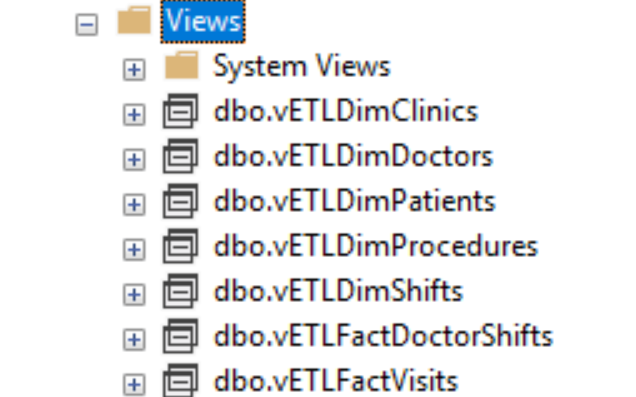 Views
System Views
dbo.vETLDimClinics
dbo.vETLDimDoctors
dbo.vETLDimPatients
dbo.vETLDimProcedures
dbo.vETLDimShifts
dbo.vETLFactDoctorShifts
dbo.vETLFactVisits